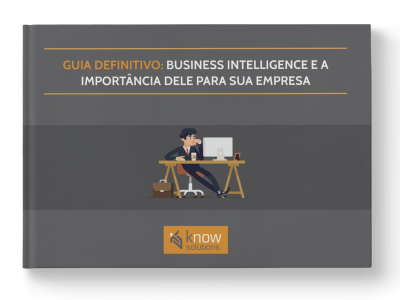 GUIA DEFINITIVO: BUSINESS INTELLIGENCE E A
IMPORTÂNCIA DELE PARA SUA EMPRESA
know
solutions